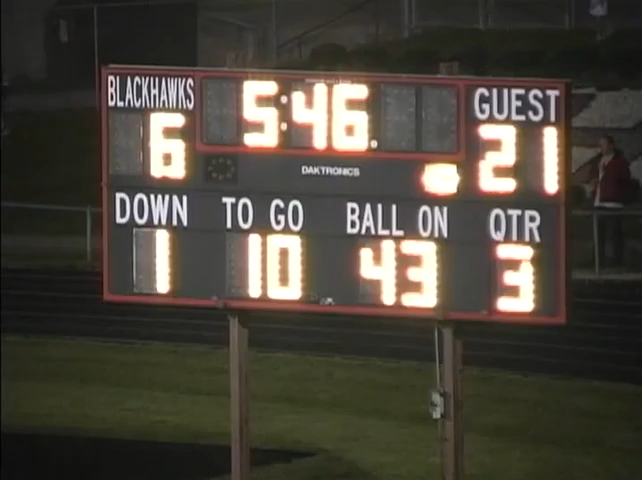 BLACKHAWKS 5:46. GUEST
6 21
DAKTRONICS
DOWN TO GO BALL ON QTR
1 10 43 3